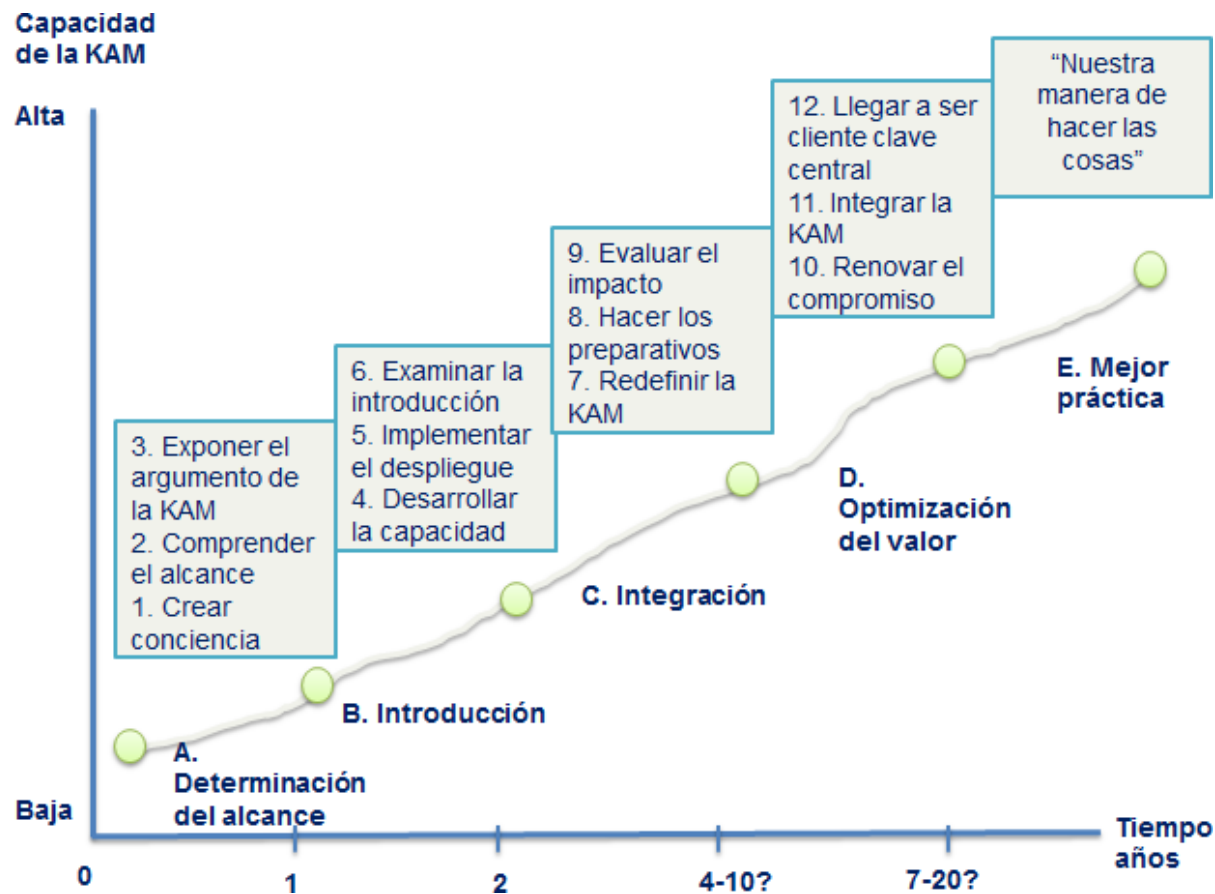 Capacidad
de la KAM
Alta
3. Exponer el
argumento de
la KAM
2. Comprender
el alcance
1. Crear
conciencia
6. Examinar la
introducción
5. Implementar
el despliegue
4. Desarrollar
la capacidad
9. Evaluar el
impacto
8. Hacer los
preparativos
7. Redefinir la
KAM
12. Llegar a ser
cliente clave
central
11. Integrar la
KAM
10. Renovar el
compromiso
“Nuestra
manera de
hacer las
cosas”
A.
Determinación
del alcance
B. Introducción
C. Integración
D.
Optimización
del valor
E. Mejor
práctica
Baja
0
1
2
4-10?
7-20?
Tiempo
años